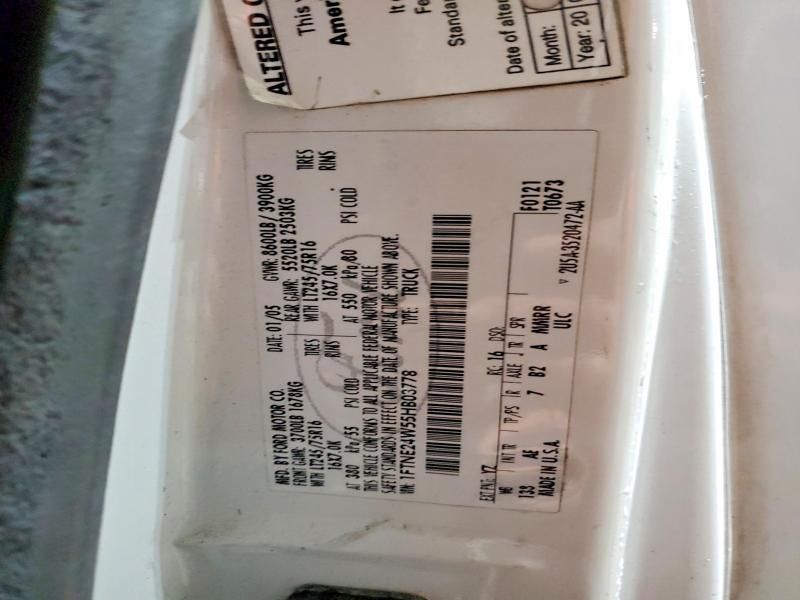 ALTERED
This
Amer
It
Fe
Standar
Date of alter
Month:
Year: 20
MFD. BY FORD MOTOR CO.
DATE: 01/05 GVWR: 8600LB / 3900KG
FRONT GAWR: 3700LB 1678KG REAR GAWR: 5520LB 2503KG
WITH LT245/75R16 TIRES WITH LT245/75R16 TIRES
16X7.0K RIMS 16X7.0K RIMS
AT 380 kPa/55 PSI COLD AT 550 kPa/80 PSI COLD
THIS VEHICLE CONFORMS TO ALL APPLICABLE FEDERAL MOTOR VEHICLE
SAFETY STANDARDS IN EFFECT ON THE DATE OF MANUFACTURE SHOWN ABOVE.
VIN: 1FTNE24W55HB03778 TYPE: TRUCK
F0121
T0673
EXT PNT: YZ RC: 16 DSO:
WB INT TR TP/PS R AXLE TR SPR
138 AE 7 B2 A MMRR
MADE IN U.S.A. ULC
2U5A-3520472-AA